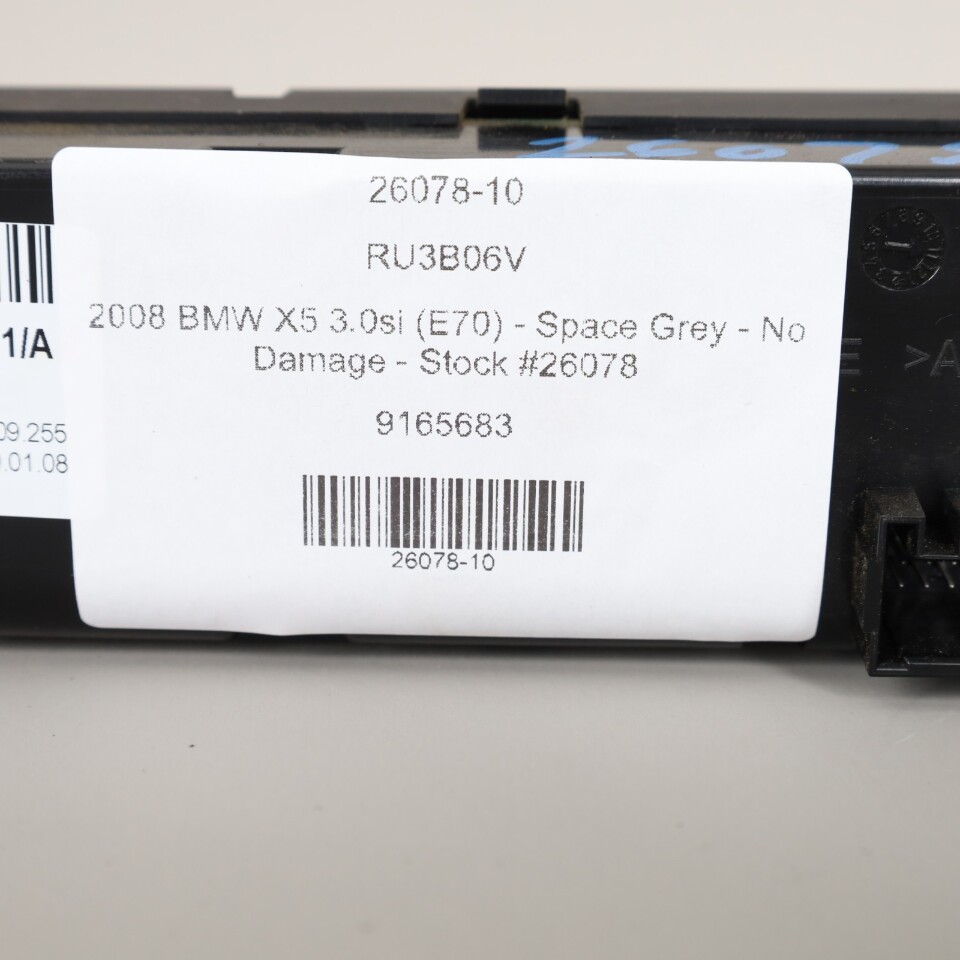 26078
26078-10
RU3B06V
2008 BMW X5 3.0si (E70) - Space Grey - No
Damage - Stock #26078
9165683
26078-10
1/A
09.255
.01.08
E >A